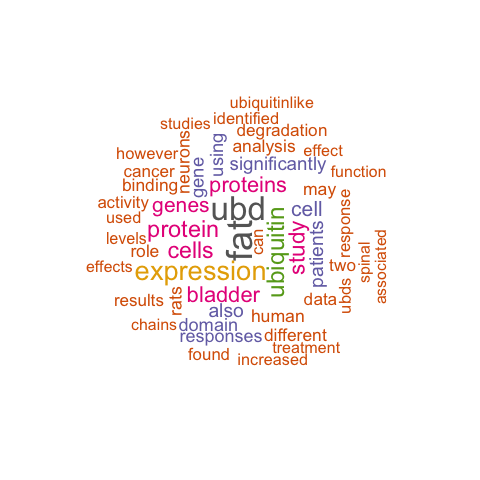 ubiquitinlike
identified
studies
degradation
neurons
using
analysis
effect
however
significantly
function
cancer
gene
binding
proteins
may
activity
genes
ubd
cell
response
used
protein
fat
can
ubiquitin
study
patients
levels
role
cells
two
spinal
associated
effects
expression
ubds
results
rats
bladder
data
also
human
chains
domain
responses
different
found
treatment
increased